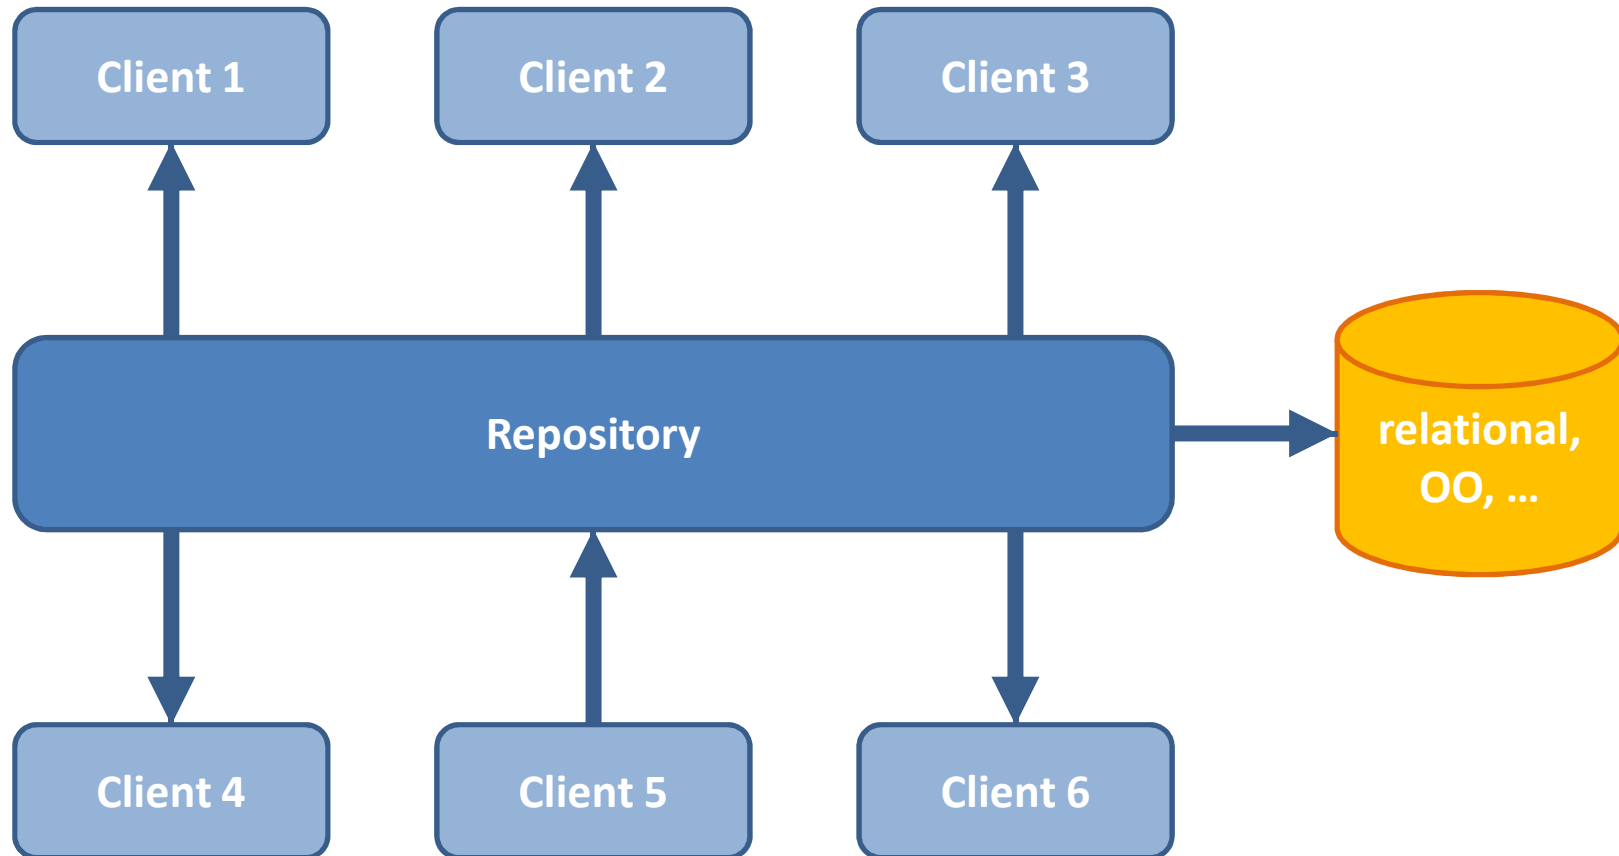 Client 1
Client 2
Client 3
Repository
relational,
OO, ...
Client 4
Client 5
Client 6